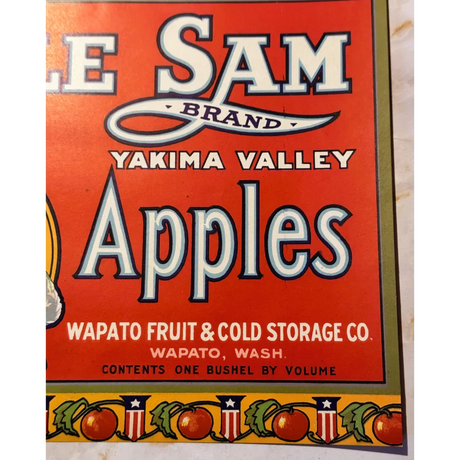 LE SAM
BRAND
YAKIMA VALLEY
Apples
WAPATO FRUIT & COLD STORAGE CO.
WAPATO, WASH.
CONTENTS ONE BUSHEL BY VOLUME